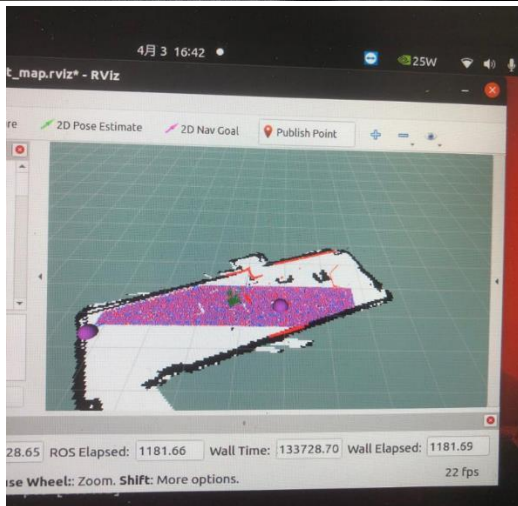 4月 3 16:42
25W
t_map.rviz* - RViz
re 2D Pose Estimate 2D Nav Goal Publish Point
28.65 ROS Elapsed: 1181.66 Wall Time: 133728.70 Wall Elapsed: 1181.69
se Wheel:: Zoom. Shift: More options. 22 fps